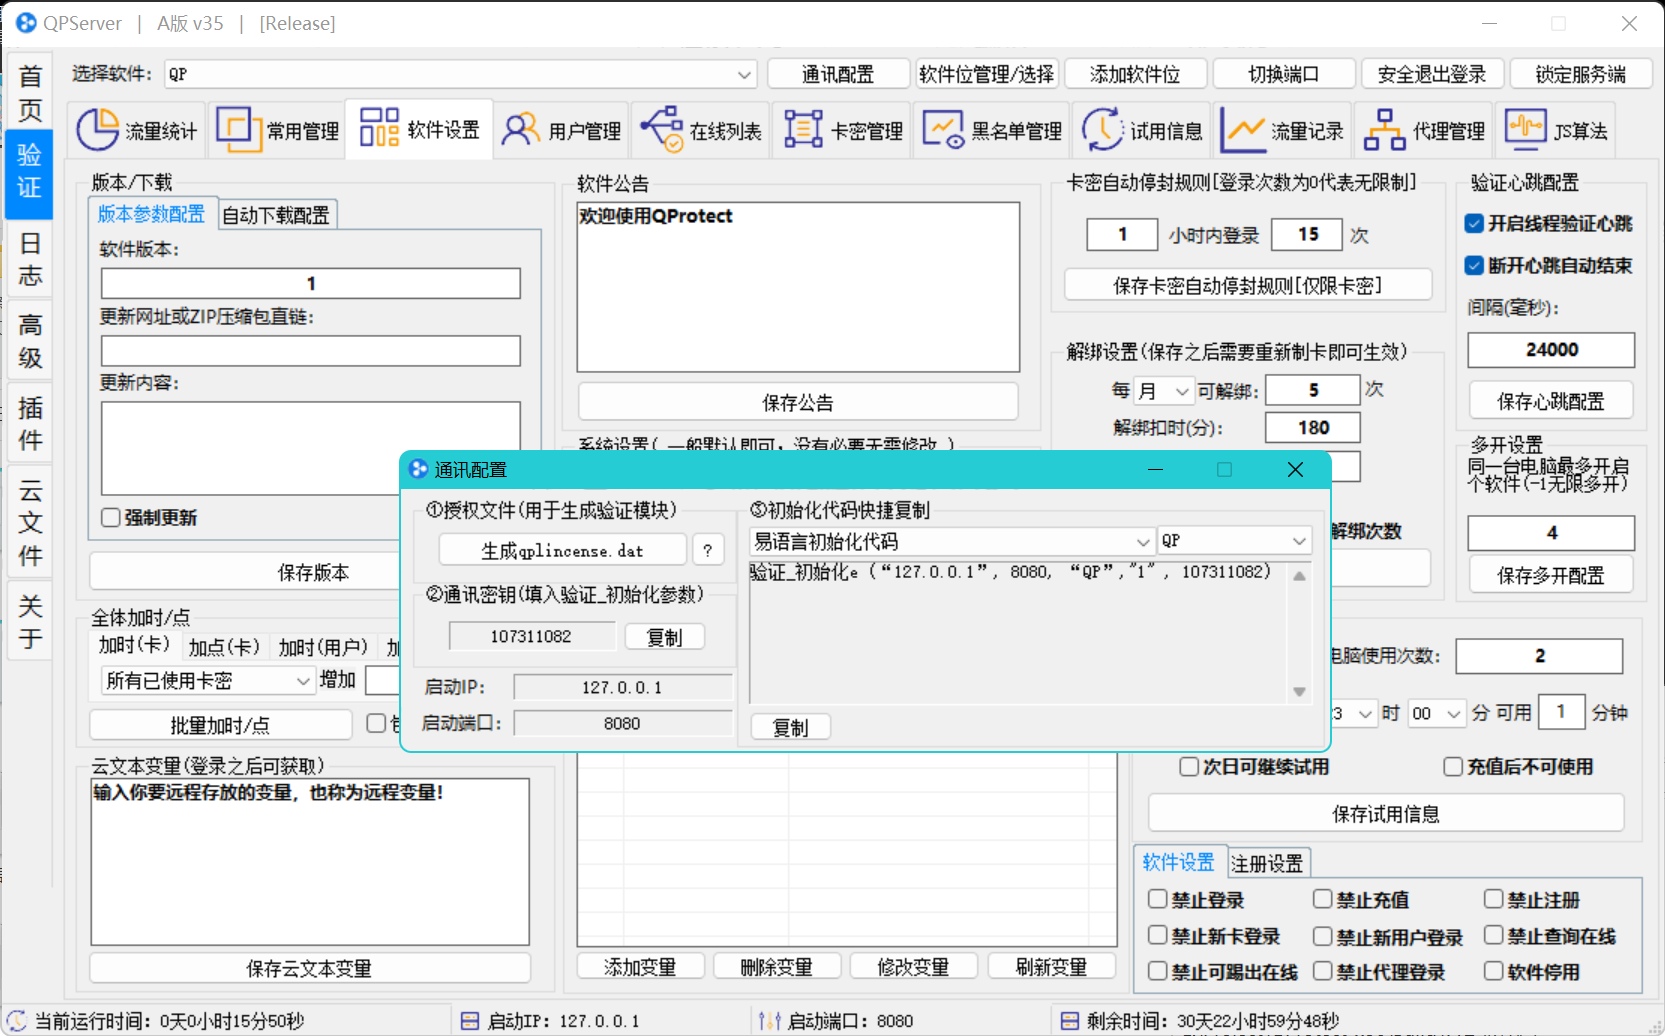 QPServer | A版 v35 | [Release]
首页
验证
日志
高级
插件
云文件
关于
选择软件: QP 通讯配置 软件位管理/选择 添加软件位 切换端口 安全退出登录 锁定服务端
流量统计 常用管理 软件设置 用户管理 在线列表 卡密管理 黑名单管理 试用信息 流量记录 代理管理 JS算法
版本/下载
版本参数配置 自动下载配置
软件版本:
1
更新网址或ZIP压缩包直链:
更新内容:
强制更新
保存版本
全体加时/点
加时(卡) 加点(卡) 加时(用户)
所有已使用卡密 增加
批量加时/点
云文本变量(登录之后可获取)
输入你要远程存放的变量，也称为远程变量!
保存云文本变量
软件公告
欢迎使用QProtect
保存公告
系统设置( 一般默认即可，没有必要无需修改 )
添加变量 删除变量 修改变量 刷新变量
卡密自动停封规则[登录次数为0代表无限制]
1 小时内登录 15 次
保存卡密自动停封规则[仅限卡密]
解绑设置(保存之后需要重新制卡即可生效)
每 月 可解绑: 5 次
解绑扣时(分): 180
解绑次数
验证心跳配置
开启线程验证心跳
断开心跳自动结束
间隔(毫秒):
24000
保存心跳配置
多开设置
同一台电脑最多开启
个软件(-1无限多开)
4
保存多开配置
通讯配置
①授权文件(用于生成验证模块)
生成qplincense.dat ?
②通讯密钥(填入验证_初始化参数)
107311082 复制
启动IP: 127.0.0.1
启动端口: 8080
③初始化代码快捷复制
易语言初始化代码 QP
验证_初始化e (“127.0.0.1”, 8080, “QP”,"1", 107311082)
复制
电脑使用次数: 2
时 00 分 可用 1 分钟
次日可继续试用 充值后不可使用
保存试用信息
软件设置 注册设置
禁止登录 禁止充值 禁止注册
禁止新卡登录 禁止新用户登录 禁止查询在线
禁止可踢出在线 禁止代理登录 软件停用
当前运行时间: 0天0小时15分50秒 启动IP: 127.0.0.1 启动端口: 8080 剩余时间: 30天22小时59分48秒